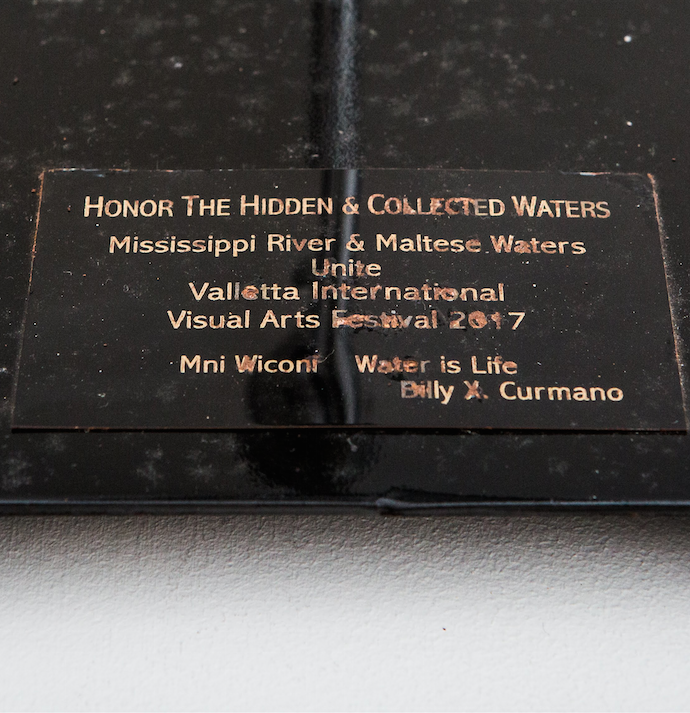 HONOR THE HIDDEN & COLLECTED WATERS
Mississippi River & Maltese Waters
Unite
Valletta International
Visual Arts Festival 2017
Mni Wiconi Water is Life
Billy X. Curmano